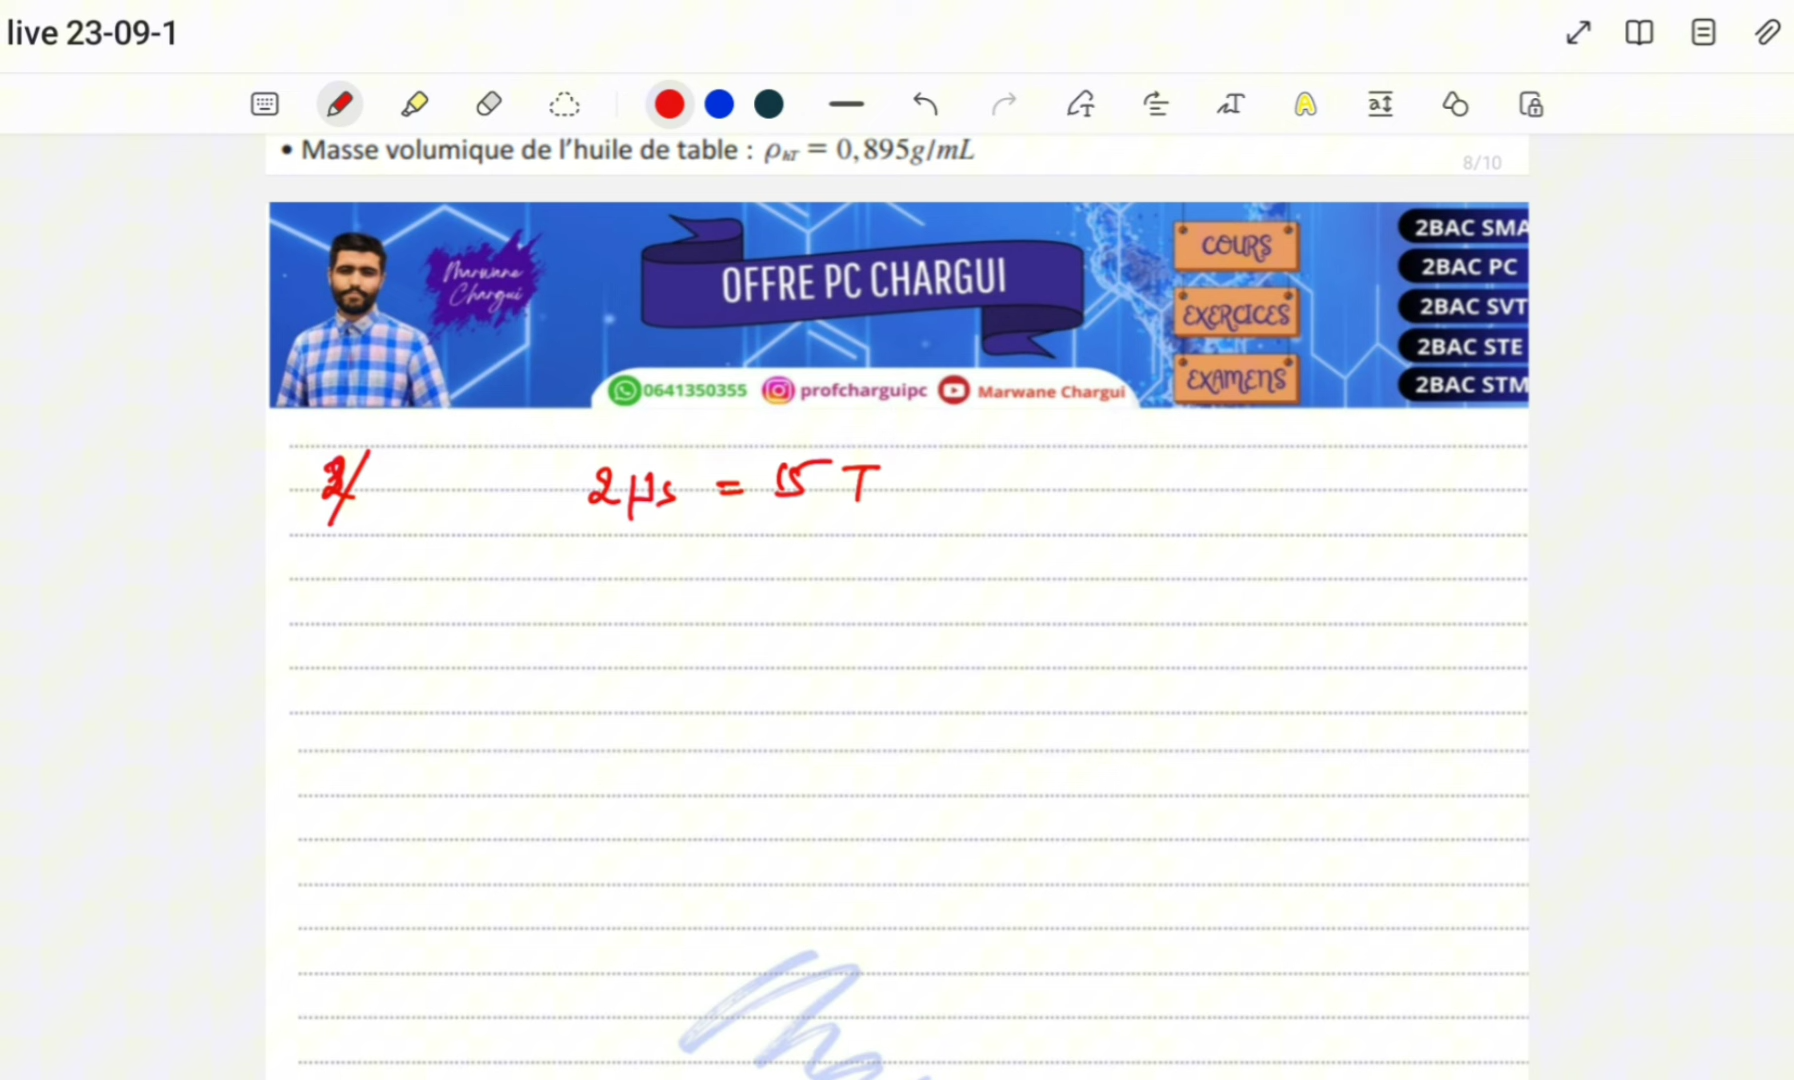 live 23-09-1
• Masse volumique de l'huile de table : ρhT = 0,895g/mL
8/10
Marwane
Chargui
OFFRE PC CHARGUI
COURS
EXERCICES
EXAMENS
2BAC SMA
2BAC PC
2BAC SVT
2BAC STE
2BAC STM
0641350355 profcharguipc Marwane Chargui
2μs = 5 T